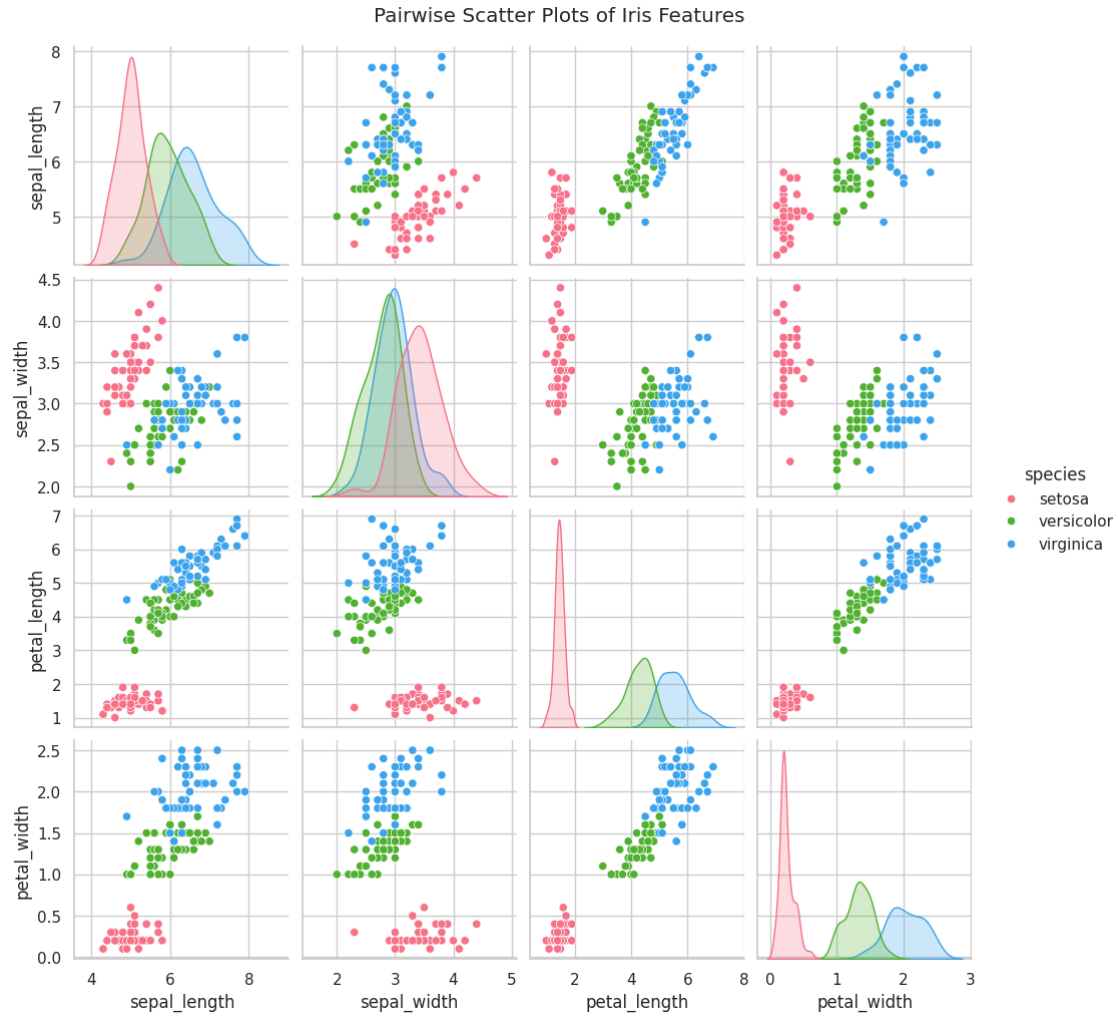 Pairwise Scatter Plots of Iris Features
8
7
6
5
sepal_length
4.5
4.0
3.5
3.0
2.5
2.0
sepal_width
7
6
5
4
3
2
1
petal_length
2.5
2.0
1.5
1.0
0.5
0.0
petal_width
4 6 8
sepal_length
2 3 4 5
sepal_width
2 4 6 8
petal_length
0 1 2 3
petal_width
species
setosa
versicolor
virginica